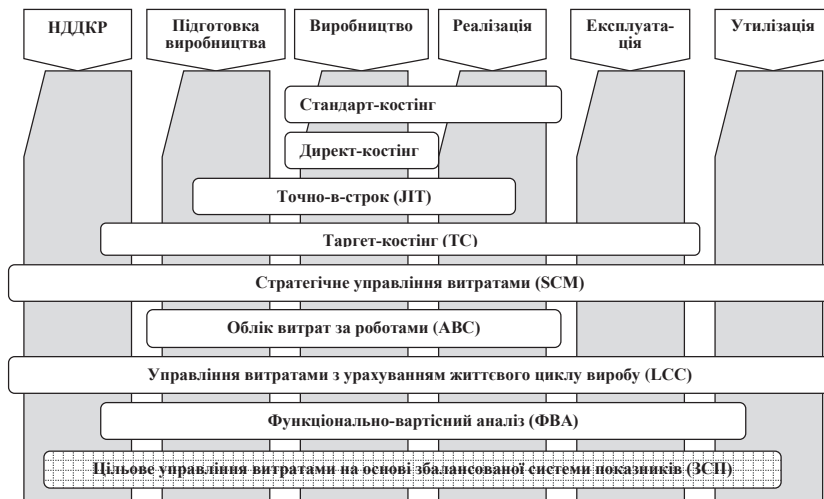 НДДКР
Підготовка
виробництва
Виробництво
Реалізація
Експлуата-
ція
Утилізація
Стандарт-костінг
Директ-костінг
Точно-в-строк (JIT)
Таргет-костінг (ТС)
Стратегічне управління витратами (SCM)
Облік витрат за роботами (АВС)
Управління витратами з урахуванням життєвого циклу виробу (LCC)
Функціонально-вартісний аналіз (ФВА)
Цільове управління витратами на основі збалансованої системи показників (ЗСП)